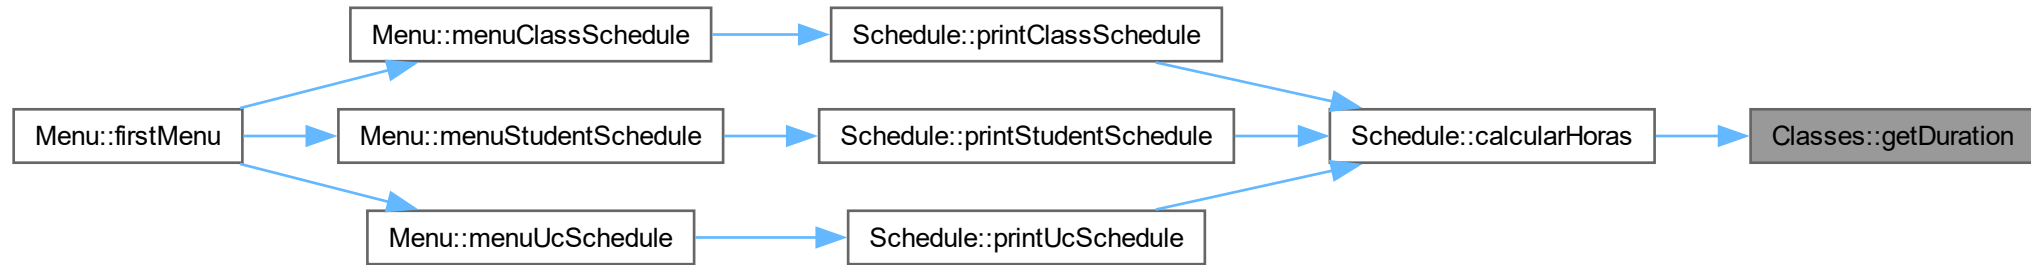 Menu::menuClassSchedule
Schedule::printClassSchedule
Menu::firstMenu
Menu::menuStudentSchedule
Schedule::printStudentSchedule
Schedule::calcularHoras
Classes::getDuration
Menu::menuUcSchedule
Schedule::printUcSchedule